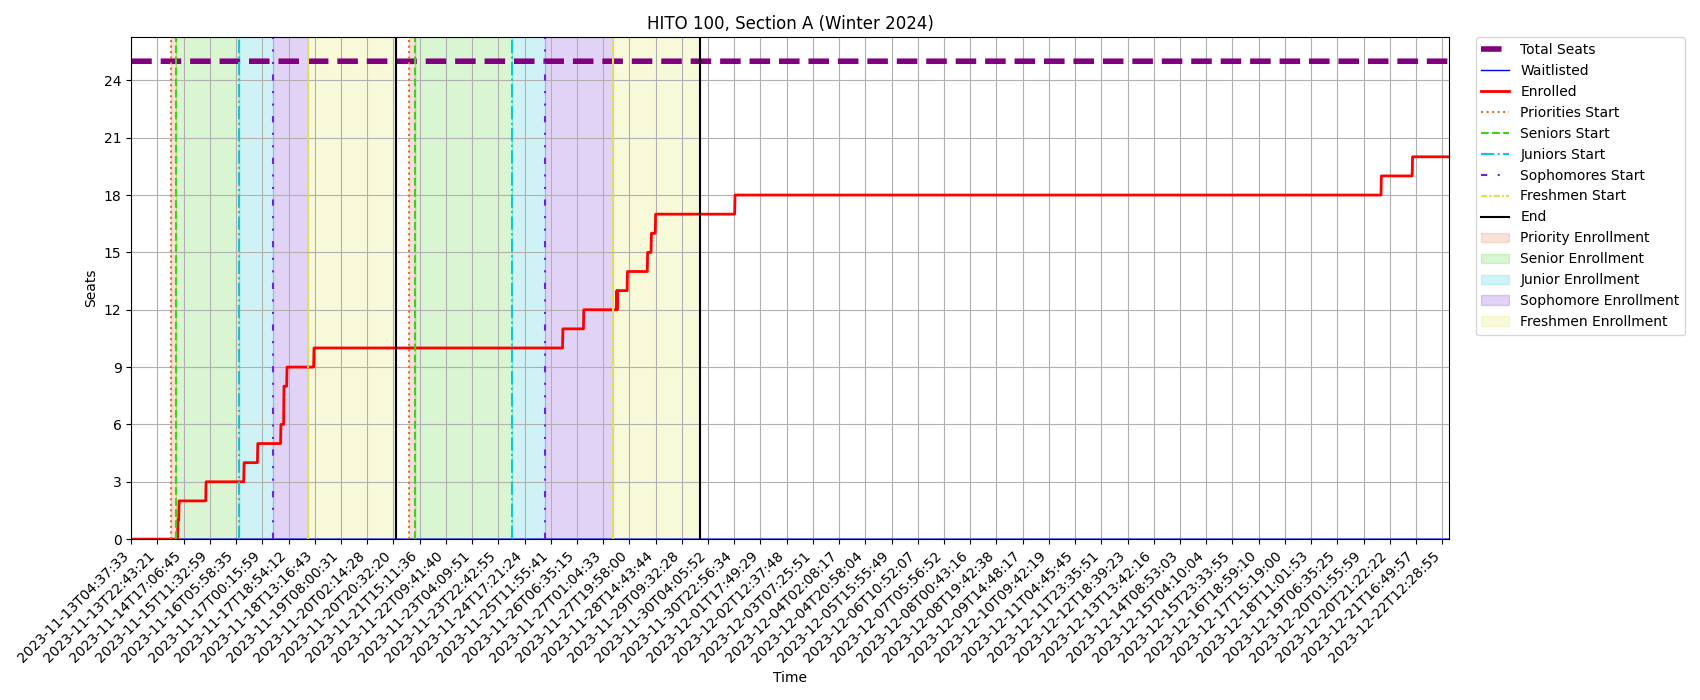 HITO 100, Section A (Winter 2024)
Total Seats
Waitlisted
Enrolled
Priorities Start
Seniors Start
Juniors Start
Sophomores Start
Freshmen Start
End
Priority Enrollment
Senior Enrollment
Junior Enrollment
Sophomore Enrollment
Freshmen Enrollment
Seats
24
21
18
15
12
9
6
3
0
2023-11-13T04:37:33
2023-11-13T22:43:21
2023-11-14T17:06:45
2023-11-15T11:32:59
2023-11-16T05:58:35
2023-11-17T00:15:59
2023-11-17T18:54:12
2023-11-18T13:16:43
2023-11-19T08:00:31
2023-11-20T02:14:28
2023-11-20T20:32:20
2023-11-21T15:11:36
2023-11-22T09:41:40
2023-11-23T04:09:51
2023-11-23T22:42:55
2023-11-24T17:21:24
2023-11-25T11:55:41
2023-11-26T06:35:15
2023-11-27T01:04:33
2023-11-27T19:58:00
2023-11-28T14:43:44
2023-11-29T09:32:28
2023-11-30T04:05:52
2023-11-30T22:56:34
2023-12-01T17:49:29
2023-12-02T12:37:48
2023-12-03T07:25:51
2023-12-04T02:08:17
2023-12-04T20:58:04
2023-12-05T15:55:49
2023-12-06T10:52:07
2023-12-07T05:56:52
2023-12-08T00:43:16
2023-12-08T19:42:38
2023-12-09T14:48:17
2023-12-10T09:42:19
2023-12-11T04:45:45
2023-12-11T23:35:51
2023-12-12T18:39:23
2023-12-13T13:42:16
2023-12-14T08:53:03
2023-12-15T04:10:04
2023-12-15T23:33:55
2023-12-16T18:59:10
2023-12-17T15:19:00
2023-12-18T11:01:53
2023-12-19T06:35:25
2023-12-20T01:55:59
2023-12-20T21:22:22
2023-12-21T16:49:57
2023-12-22T12:28:55
Time